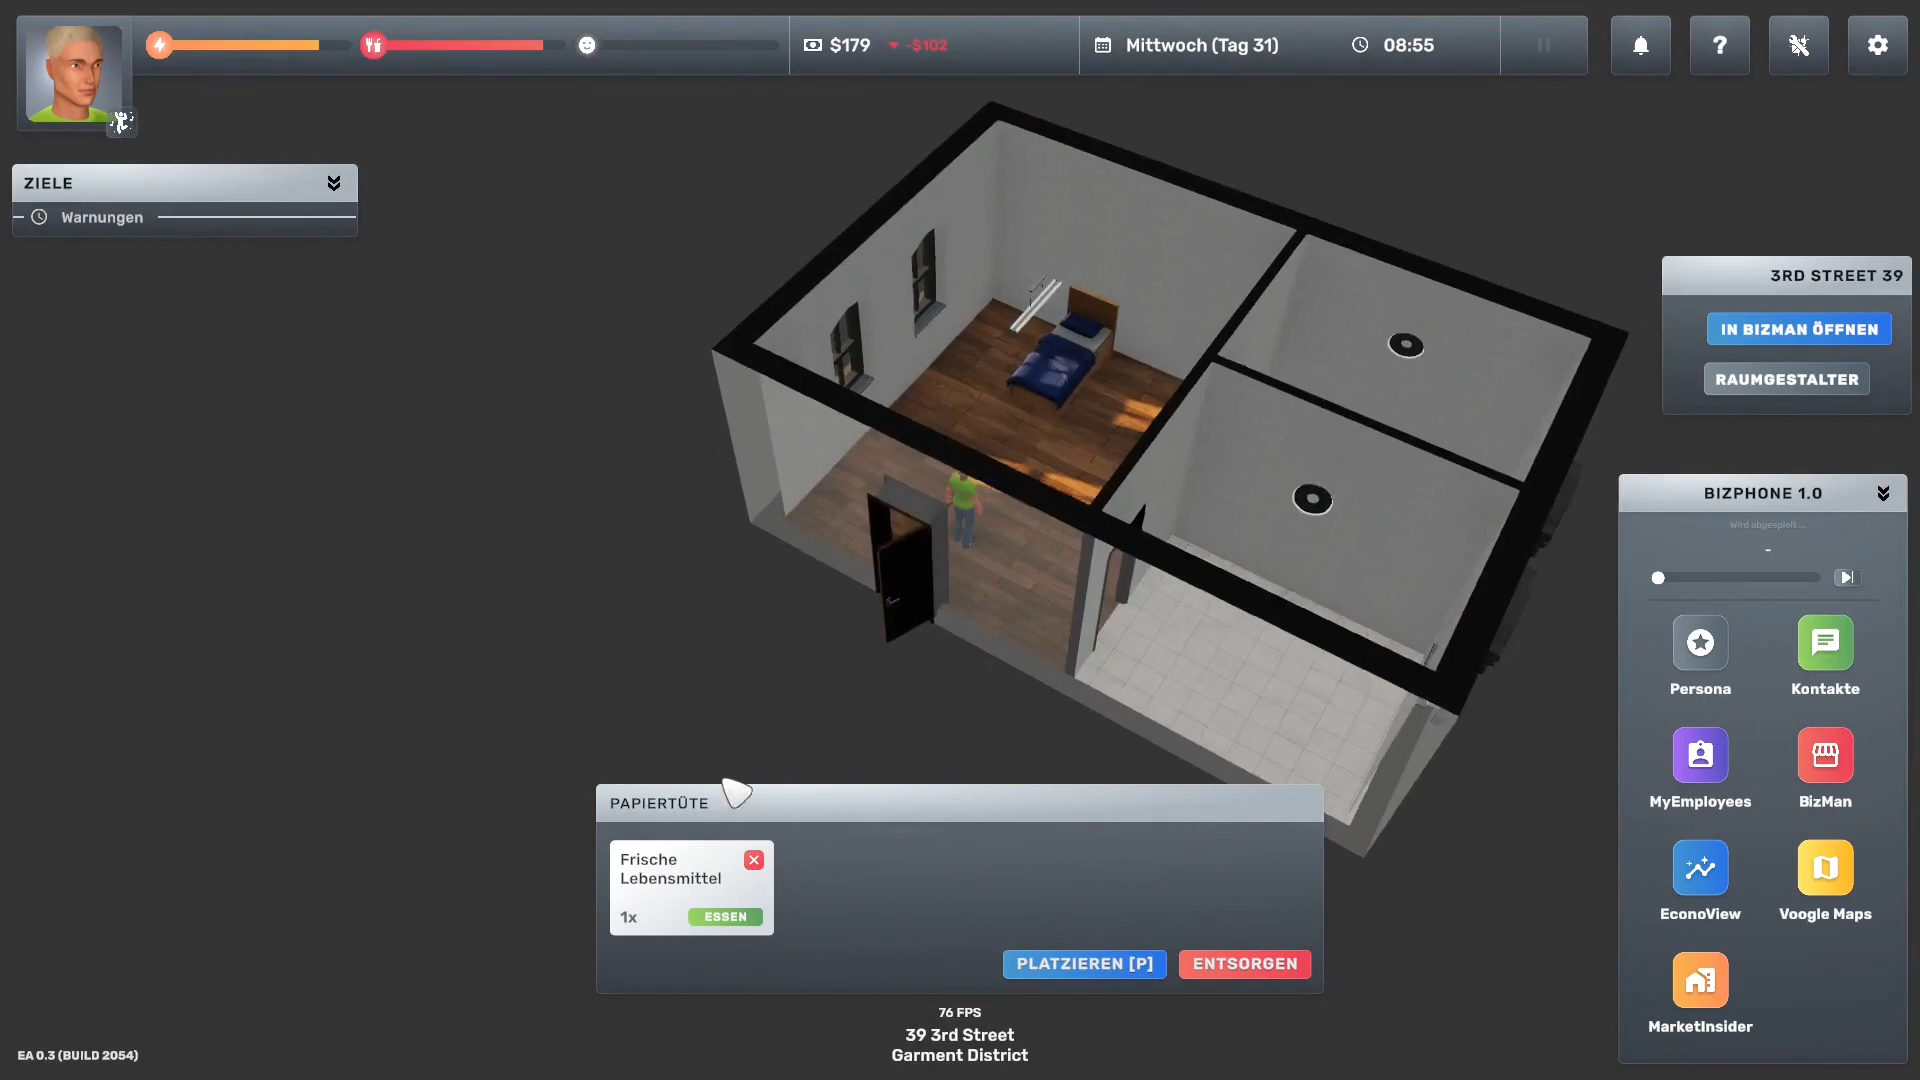 $179
-$102
Mittwoch (Tag 31)
08:55
?
ZIELE
Warnungen
3RD STREET 39
IN BIZMAN ÖFFNEN
RAUMGESTALTER
BIZPHONE 1.0
Wird abgespielt ...
-
Persona
Kontakte
MyEmployees
BizMan
EconoView
Voogle Maps
MarketInsider
PAPIERTÜTE
Frische
Lebensmittel
1x
ESSEN
PLATZIEREN [P]
ENTSORGEN
76 FPS
39 3rd Street
Garment District
EA 0.3 (BUILD 2054)